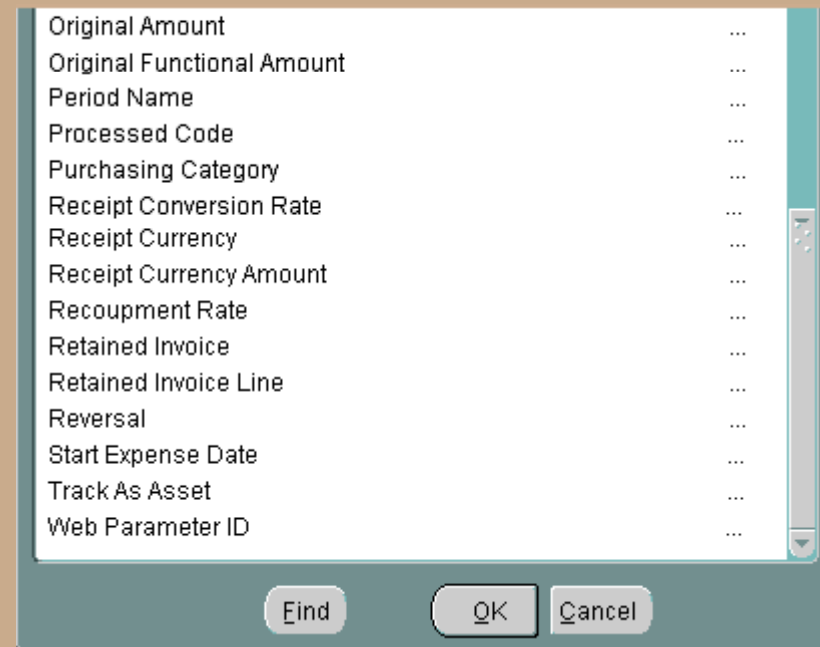 Original Amount ...
Original Functional Amount ...
Period Name ...
Processed Code ...
Purchasing Category ...
Receipt Conversion Rate ...
Receipt Currency ...
Receipt Currency Amount ...
Recoupment Rate ...
Retained Invoice ...
Retained Invoice Line ...
Reversal ...
Start Expense Date ...
Track As Asset ...
Web Parameter ID ...
Find OK Cancel